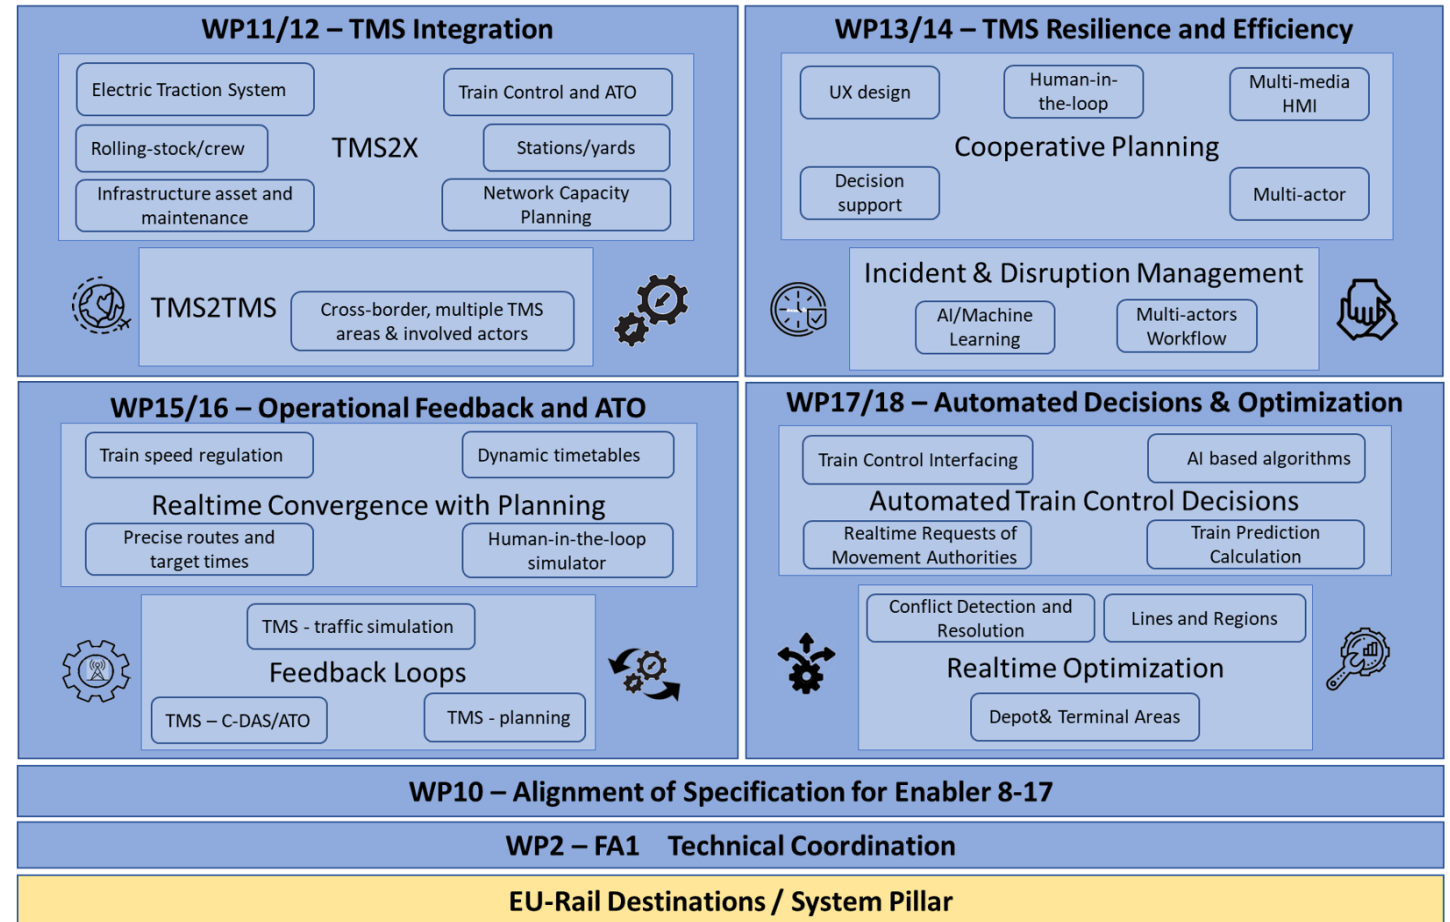 WP11/12 – TMS Integration
Electric Traction System
Train Control and ATO
Rolling-stock/crew
TMS2X
Stations/yards
Infrastructure asset and
maintenance
Network Capacity
Planning
TMS2TMS
Cross-border, multiple TMS
areas & involved actors
WP13/14 – TMS Resilience and Efficiency
UX design
Human-in-
the-loop
Multi-media
HMI
Cooperative Planning
Decision
support
Multi-actor
Incident & Disruption Management
AI/Machine
Learning
Multi-actors
Workflow
WP15/16 – Operational Feedback and ATO
Train speed regulation
Dynamic timetables
Realtime Convergence with Planning
Precise routes and
target times
Human-in-the-loop
simulator
TMS - traffic simulation
Feedback Loops
TMS – C-DAS/ATO
TMS - planning
WP17/18 – Automated Decisions & Optimization
Train Control Interfacing
AI based algorithms
Automated Train Control Decisions
Realtime Requests of
Movement Authorities
Train Prediction
Calculation
Conflict Detection and
Resolution
Lines and Regions
Realtime Optimization
Depot& Terminal Areas
WP10 – Alignment of Specification for Enabler 8-17
WP2 – FA1 Technical Coordination
EU-Rail Destinations / System Pillar